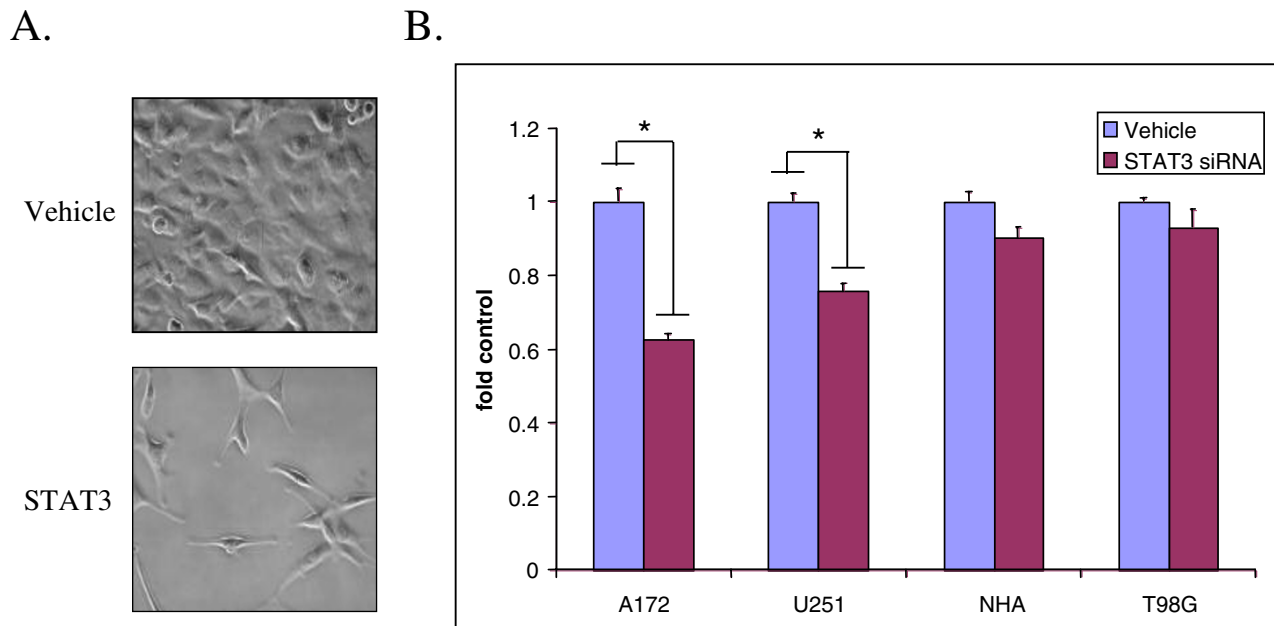 A.
Vehicle
STAT3
B.
fold control
1.2
1
0.8
0.6
0.4
0.2
0
*
*
Vehicle
STAT3 siRNA
A172
U251
NHA
T98G